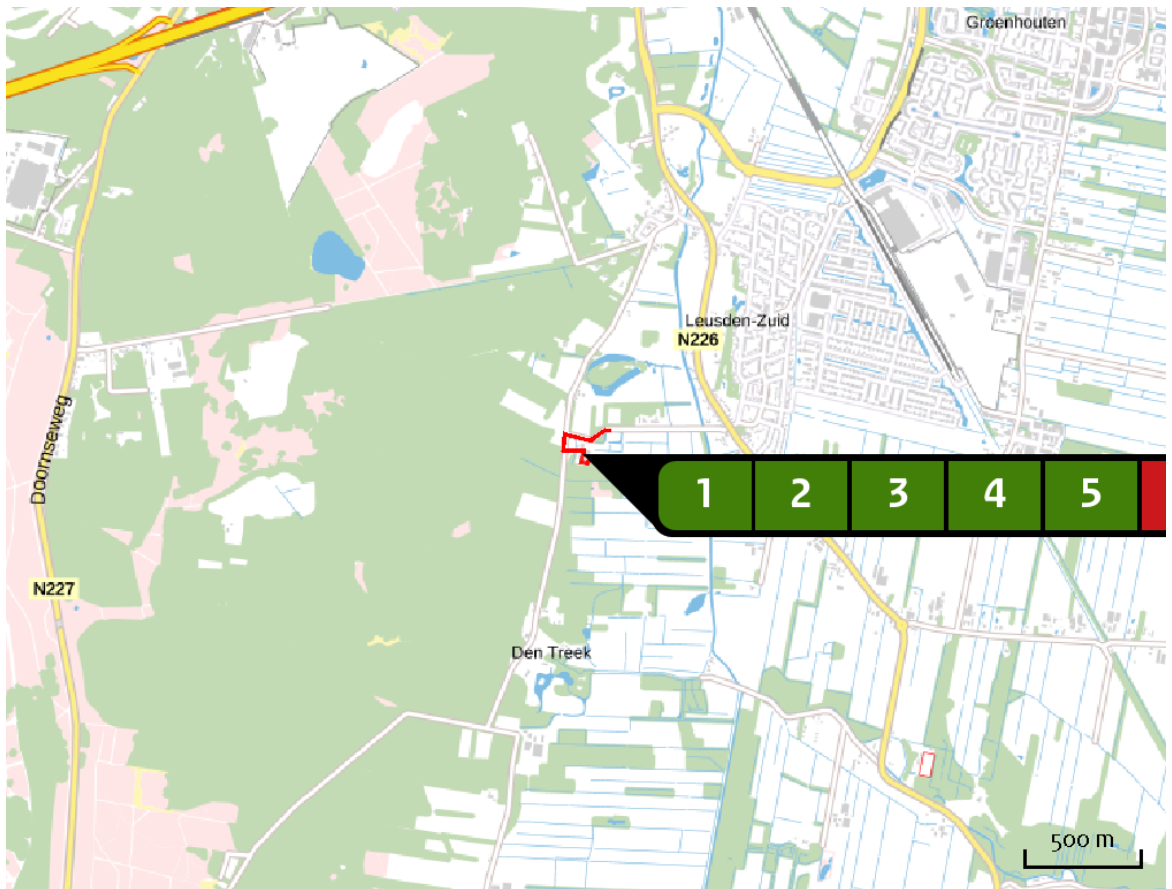 Groenhouten
Leusden-Zuid
N226
Doornseweg
1 2 3 4 5
N227
Den Treek
500 m